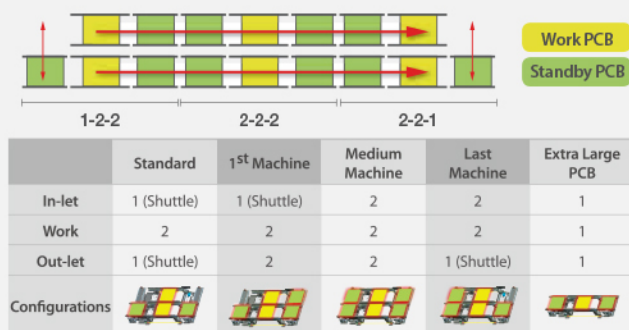 Work PCB
Standby PCB
1-2-2 2-2-2 2-2-1
Standard 1st Machine Medium Machine Last Machine Extra Large PCB
In-let 1 (Shuttle) 1 (Shuttle) 2 2 1
Work 2 2 2 2 1
Out-let 1 (Shuttle) 2 2 1 (Shuttle) 1
Configurations